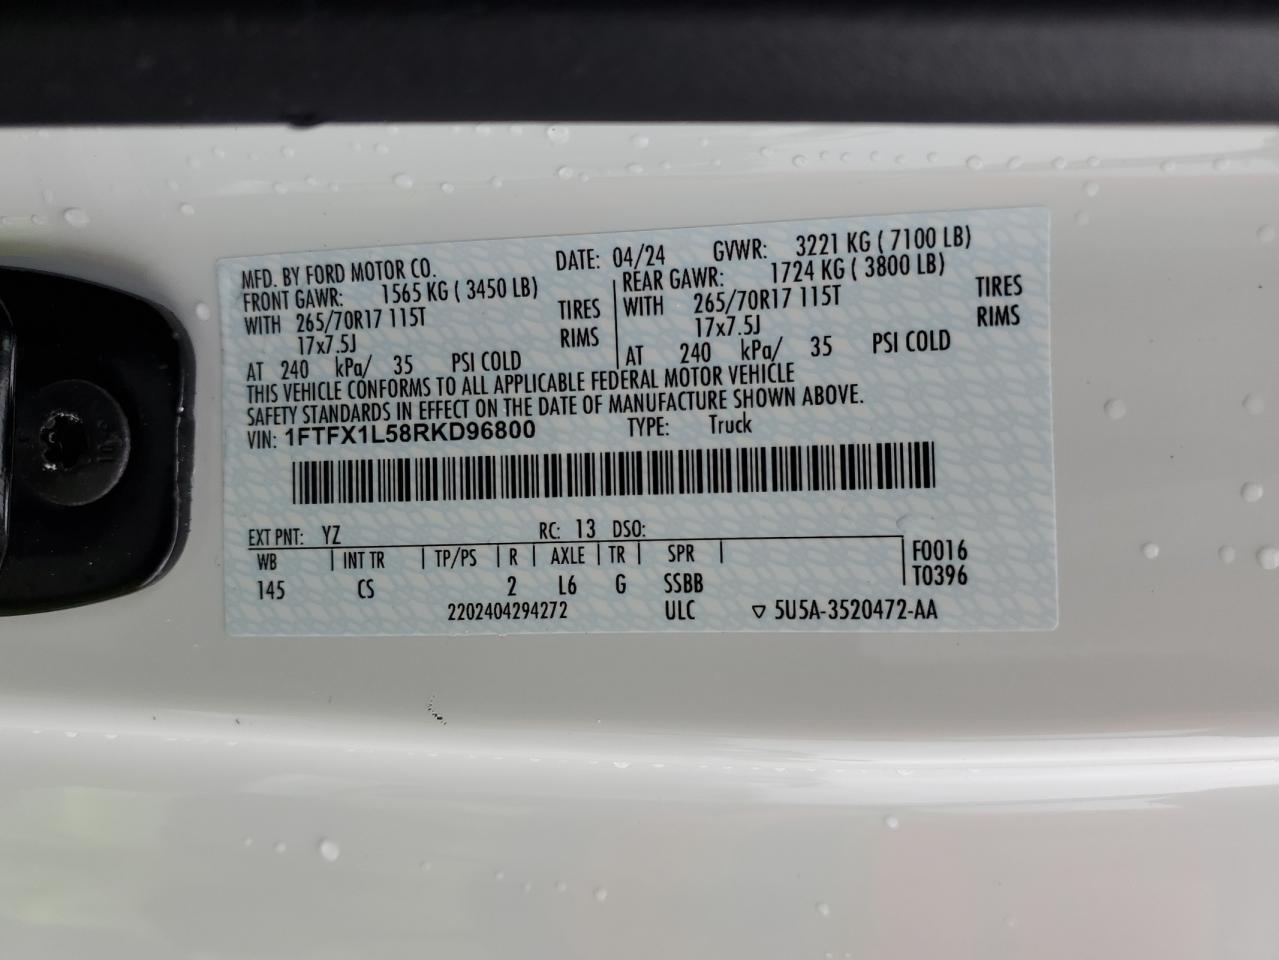 MFD. BY FORD MOTOR CO. DATE: 04/24 GVWR: 3221 KG ( 7100 LB)
FRONT GAWR: 1565 KG ( 3450 LB) REAR GAWR: 1724 KG ( 3800 LB)
WITH 265/70R17 115T TIRES WITH 265/70R17 115T TIRES
17x7.5J RIMS 17x7.5J RIMS
AT 240 kPa/ 35 PSI COLD AT 240 kPa/ 35 PSI COLD
THIS VEHICLE CONFORMS TO ALL APPLICABLE FEDERAL MOTOR VEHICLE
SAFETY STANDARDS IN EFFECT ON THE DATE OF MANUFACTURE SHOWN ABOVE.
VIN: 1FTFX1L58RKD96800 TYPE: Truck
EXT PNT: YZ RC: 13 DSO:
WB INT TR TP/PS R AXLE TR SPR F0016
145 CS 2 L6 G SSBB T0396
2202404294272 ULC ▽ 5U5A-3520472-AA